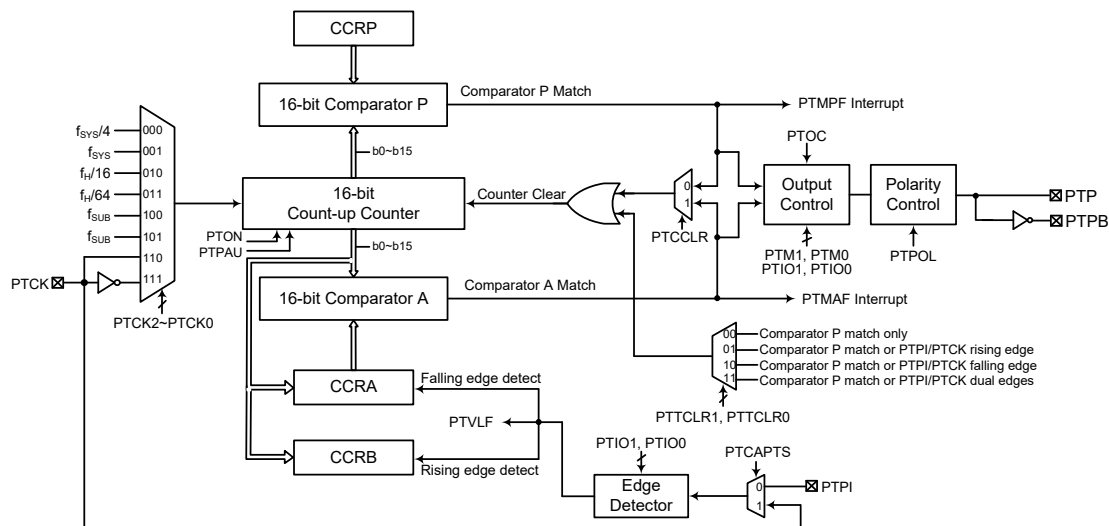 CCRP
16-bit Comparator P
Comparator P Match
PTMPF Interrupt
b0~b15
fSYS/4
000
fSYS
001
fH/16
010
fH/64
011
fSUB
100
fSUB
101
110
111
PTCK
PTCK2~PTCK0
16-bit
Count-up Counter
PTON
PTPAU
Counter Clear
0
1
PTCCLR
PTOC
Output
Control
PTM1, PTM0
PTIO1, PTIO0
Polarity
Control
PTPOL
PTP
PTPB
b0~b15
16-bit Comparator A
Comparator A Match
PTMAF Interrupt
00 Comparator P match only
01 Comparator P match or PTPI/PTCK rising edge
10 Comparator P match or PTPI/PTCK falling edge
11 Comparator P match or PTPI/PTCK dual edges
PTTCLR1, PTTCLR0
CCRA
Falling edge detect
PTVLF
CCRB
Rising edge detect
PTIO1, PTIO0
Edge
Detector
PTCAPTS
0
1
PTPI